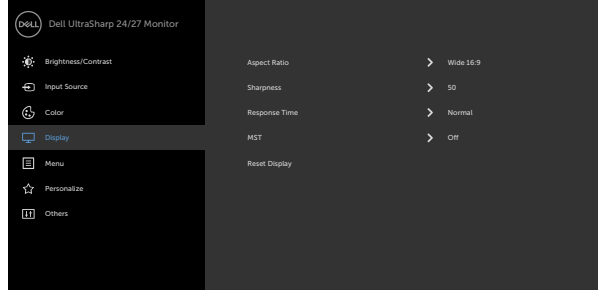 DELL Dell UltraSharp 24/27 Monitor
Brightness/Contrast
Input Source
Color
Display
Menu
Personalize
Others
Aspect Ratio Wide 16:9
Sharpness 50
Response Time Normal
MST Off
Reset Display